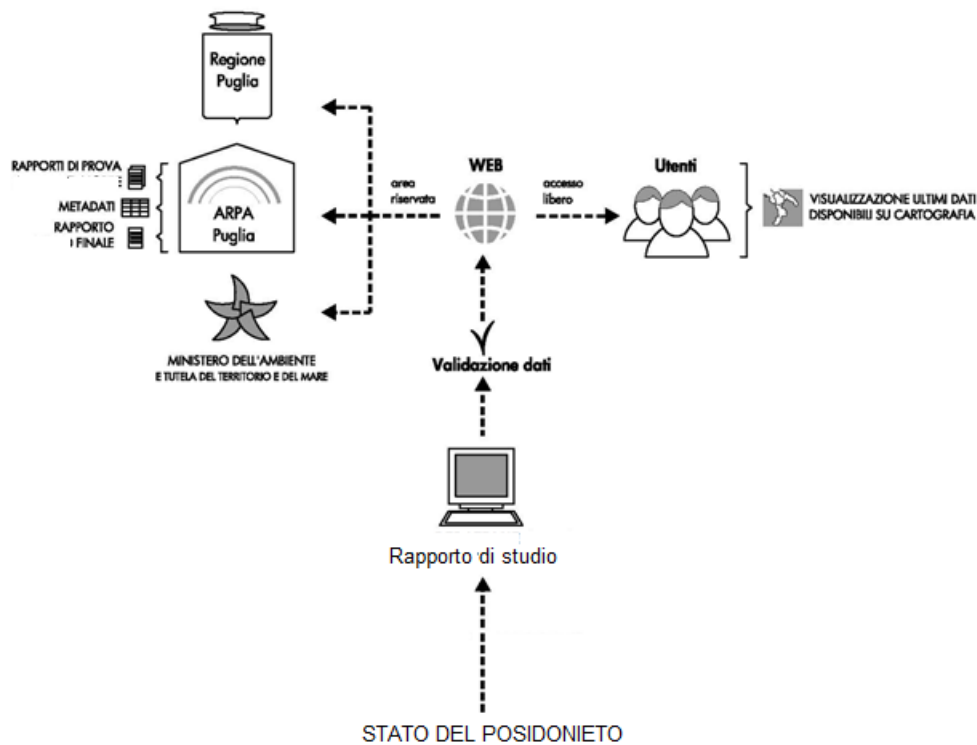 Regione
Puglia
RAPPORTI DI PROVA
METADATI
RAPPORTO
FINALE
ARPA
Puglia
MINISTERO DELL'AMBIENTE
E TUTELA DEL TERRITORIO E DEL MARE
area
riservata
WEB
accesso
libero
Utenti
VISUALIZZAZIONE ULTIMI DATI
DISPONIBILI SU CARTOGRAFIA
Validazione dati
Rapporto di studio
STATO DEL POSIDONIETO